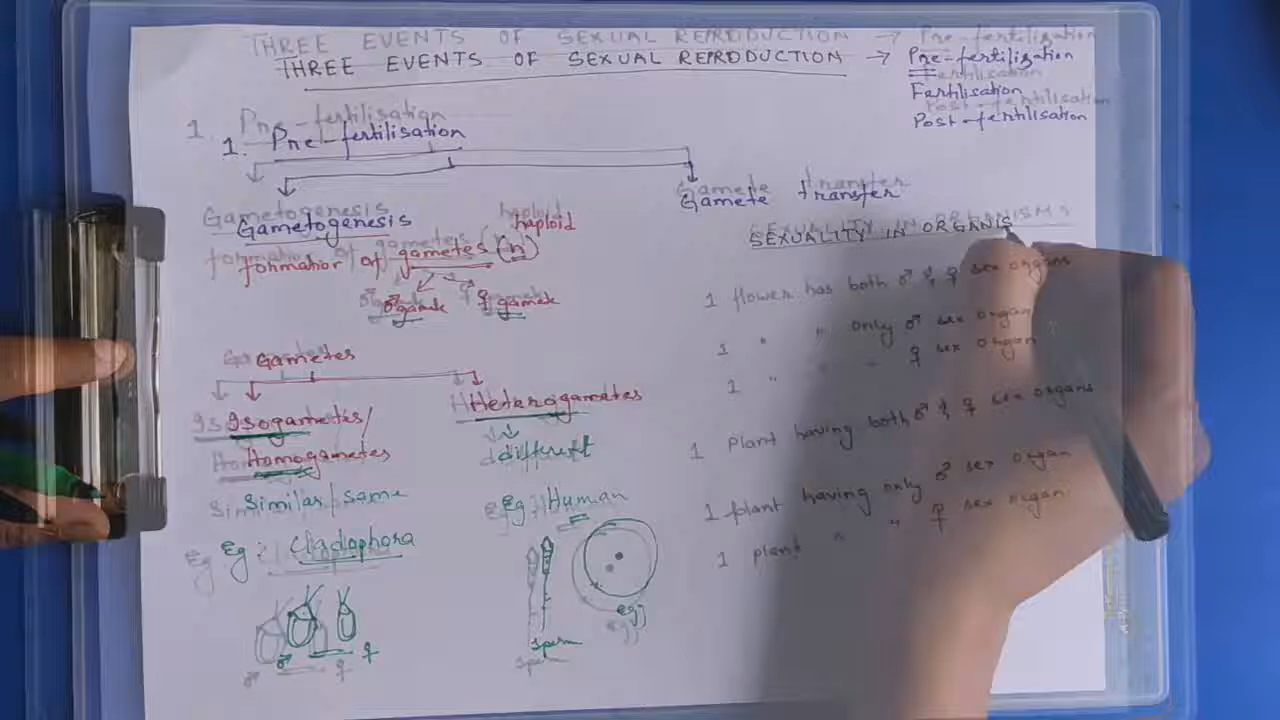 THREE EVENTS OF SEXUAL REPRODUCTION → Pre-fertilization
Fertilisation
Post-fertilisation
1. Pre-fertilisation
Gametogenesis
Gamete transfer
formation of gametes (n) haploid
♂ gamete ♀ gamete
Gametes
Isogametes/
Homogametes
Similar/same
Eg: Cladophora
♂ ♀
Heterogametes
different
Eg: Human
sperm
egg
SEXUALITY IN ORGANISMS
1 flower has both ♂ & ♀ sex organs
1 " " only ♂ sex organ
1 " " " ♀ sex organ
1 Plant having both ♂ & ♀ sex organs
1 plant having only ♂ sex organ
1 plant " " ♀ sex organ